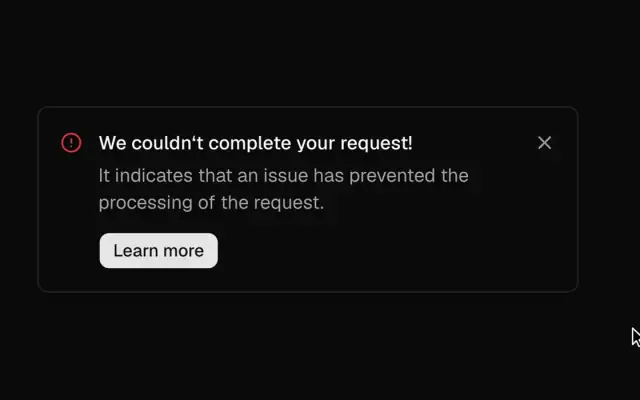 We couldn‘t complete your request!
It indicates that an issue has prevented the
processing of the request.
Learn more